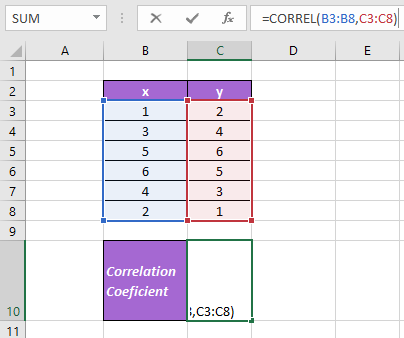 SUM
fx
=CORREL(B3:B8,C3:C8)
A B C D E
1
2 x y
3 1 2
4 3 4
5 5 6
6 6 5
7 4 3
8 2 1
9
Correlation
Coeficient
10 ,C3:C8)
11